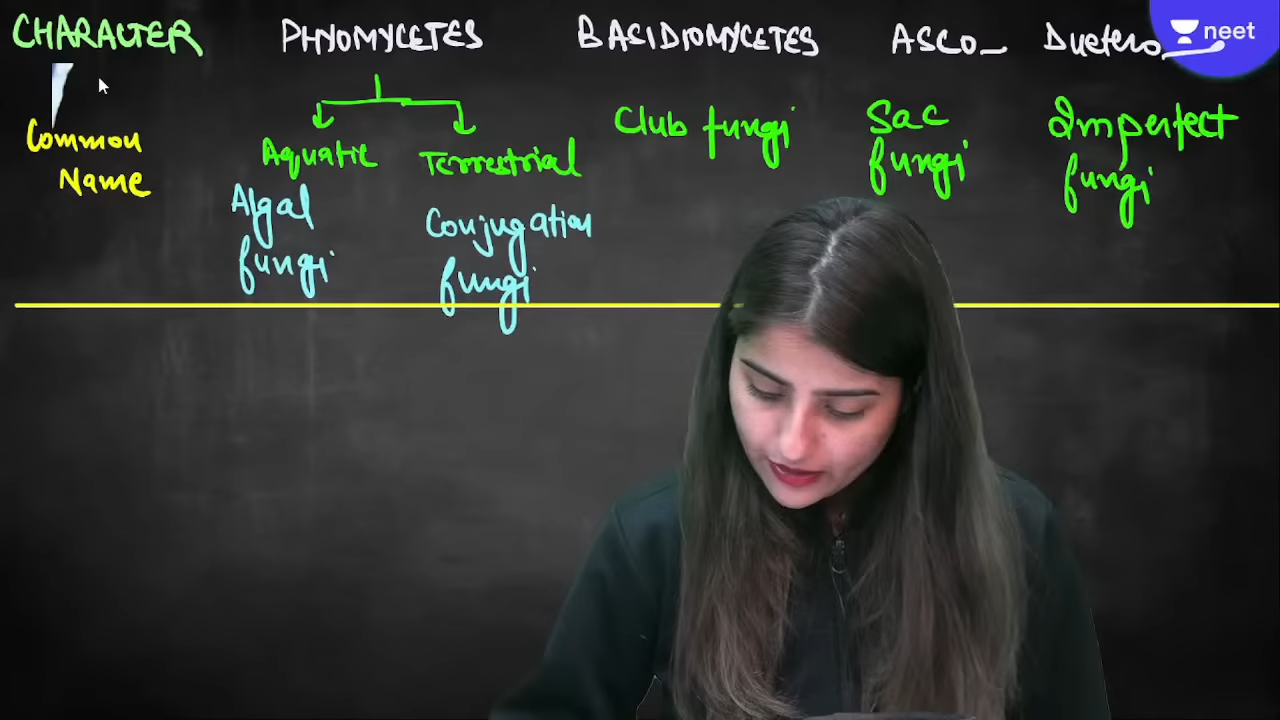 CHARACTER PHYOMYCETES BASIDIOMYCETES ASCO_ Duetero_ neet
Common Name
Aquatic Terrestrial
Algal fungi
Conjugation fungi
Club fungi
Sac fungi
Imperfect fungi